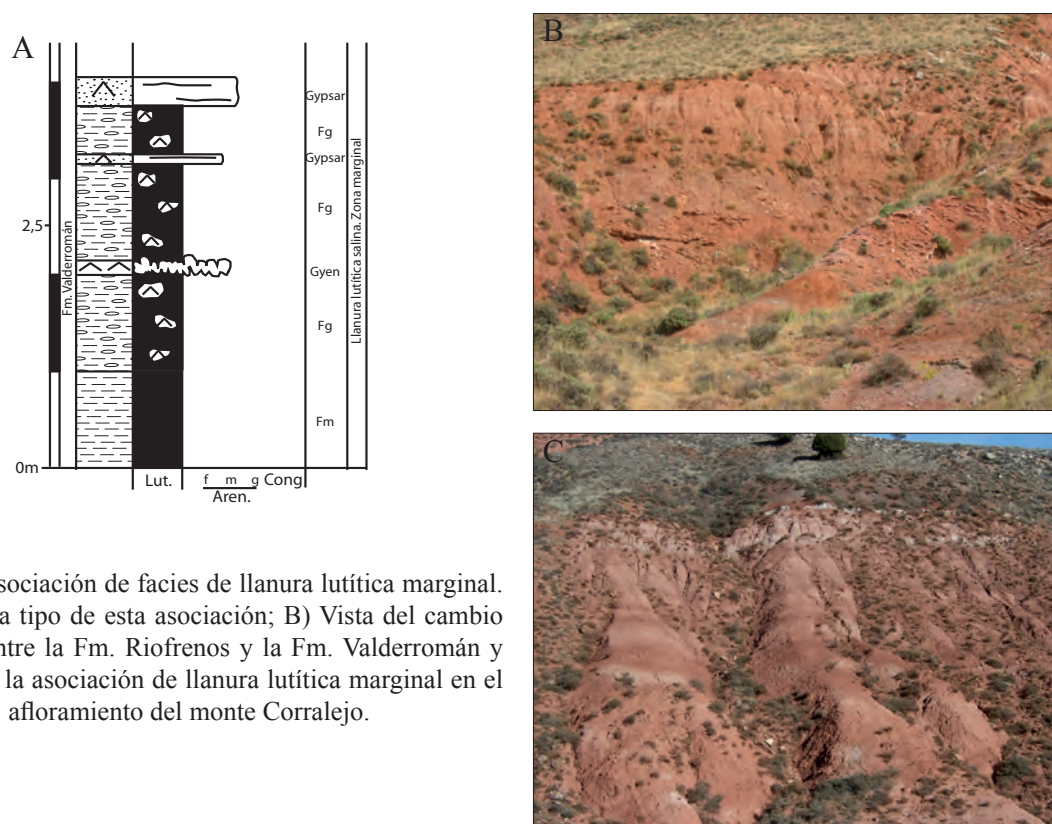 A
Gypsar
Fg
Gypsar
Fg
2,5
Gyen
Fg
Fm
0m
Fm. Valderromán
Llanura lutítica salina. Zona marginal
Lut.
f m g Cong
Aren.
B
C
sociación de facies de llanura lutítica marginal.
a tipo de esta asociación; B) Vista del cambio
ntre la Fm. Riofrenos y la Fm. Valderromán y
la asociación de llanura lutítica marginal en el
afloramiento del monte Corralejo.